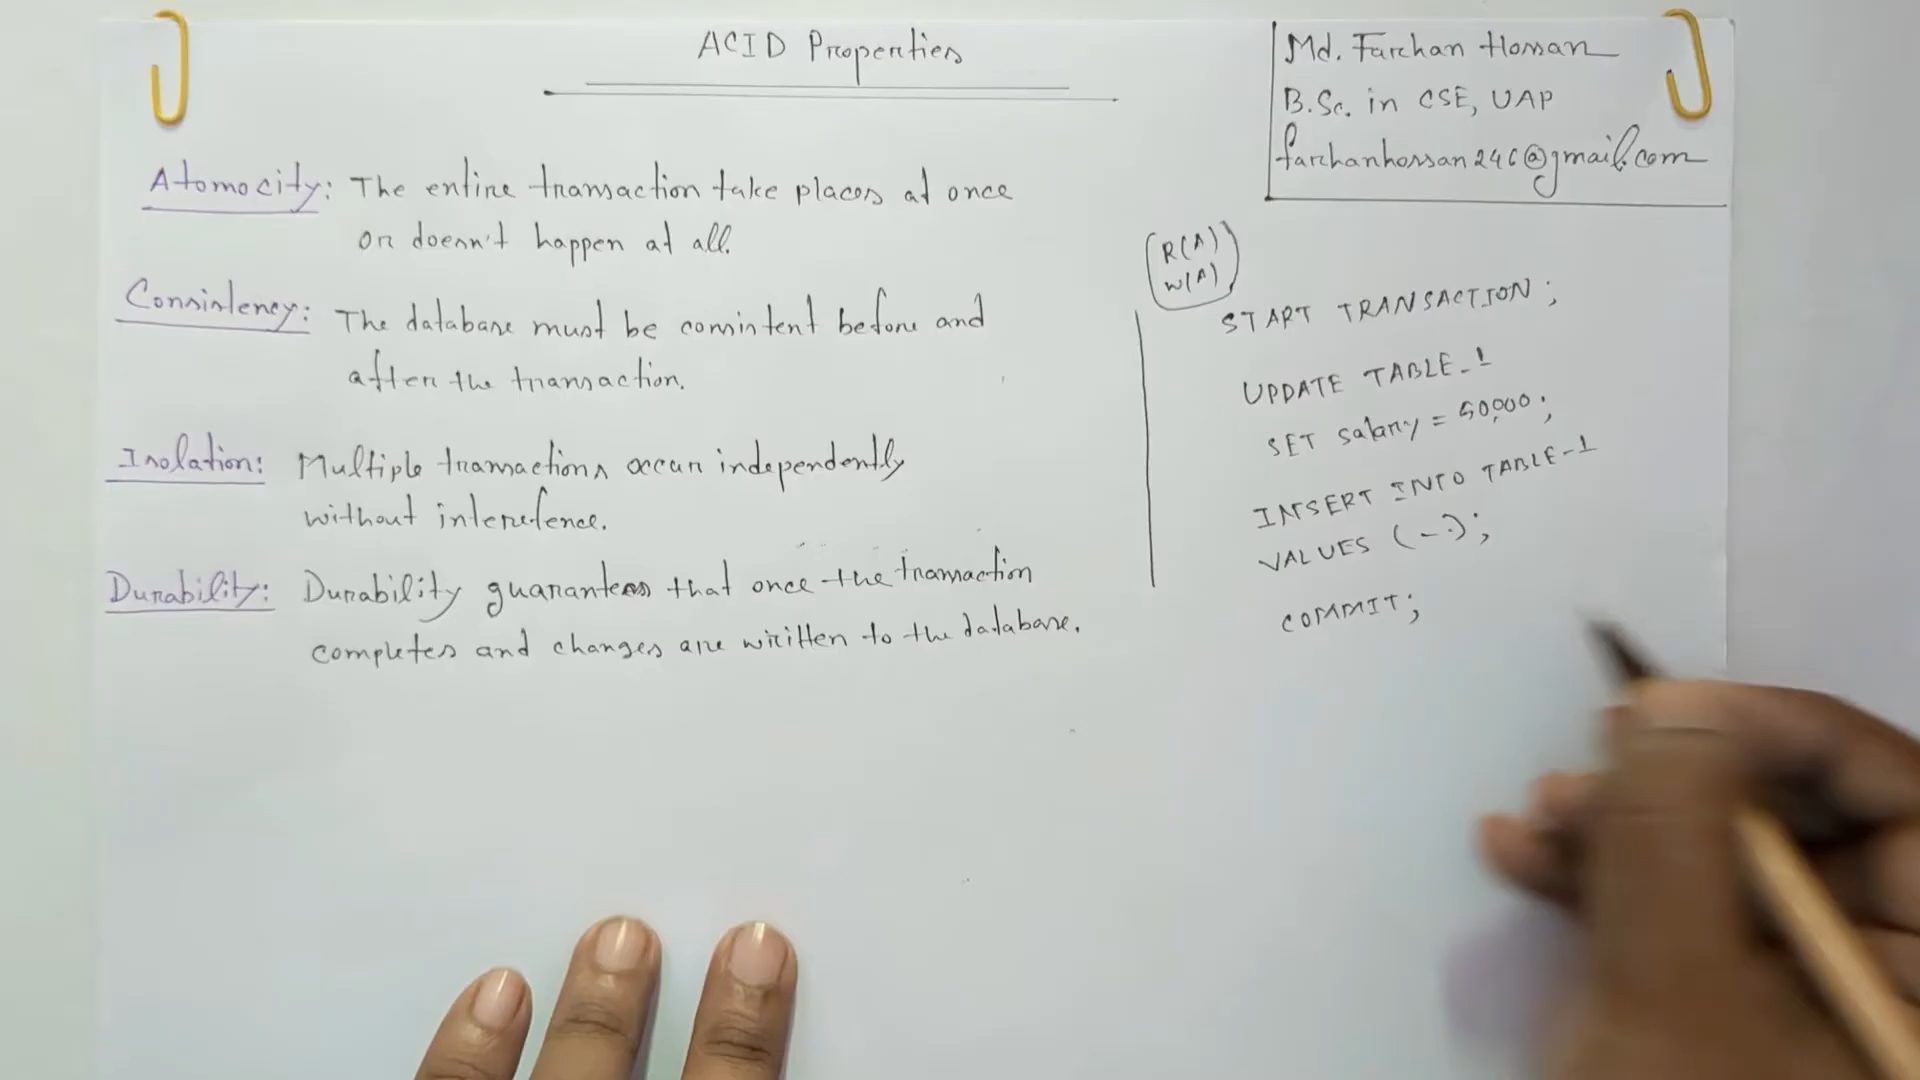 ACID Properties
Md. Farhan Hossan
B.Sc. in CSE, UAP
farhanhossan246@gmail.com
Atomocity: The entire transaction take places at once
or doesn't happen at all.
Consistency: The database must be consistent before and
after the transaction.
Isolation: Multiple transactions occur independently
without interefence.
Durability: Durability guarantees that once the transaction
completes and changes are written to the database.
R(A)
W(A)
START TRANSACTION;
UPDATE TABLE_1
SET salary = 50,000;
INSERT INTO TABLE-1
VALUES (-..);
COMMIT;